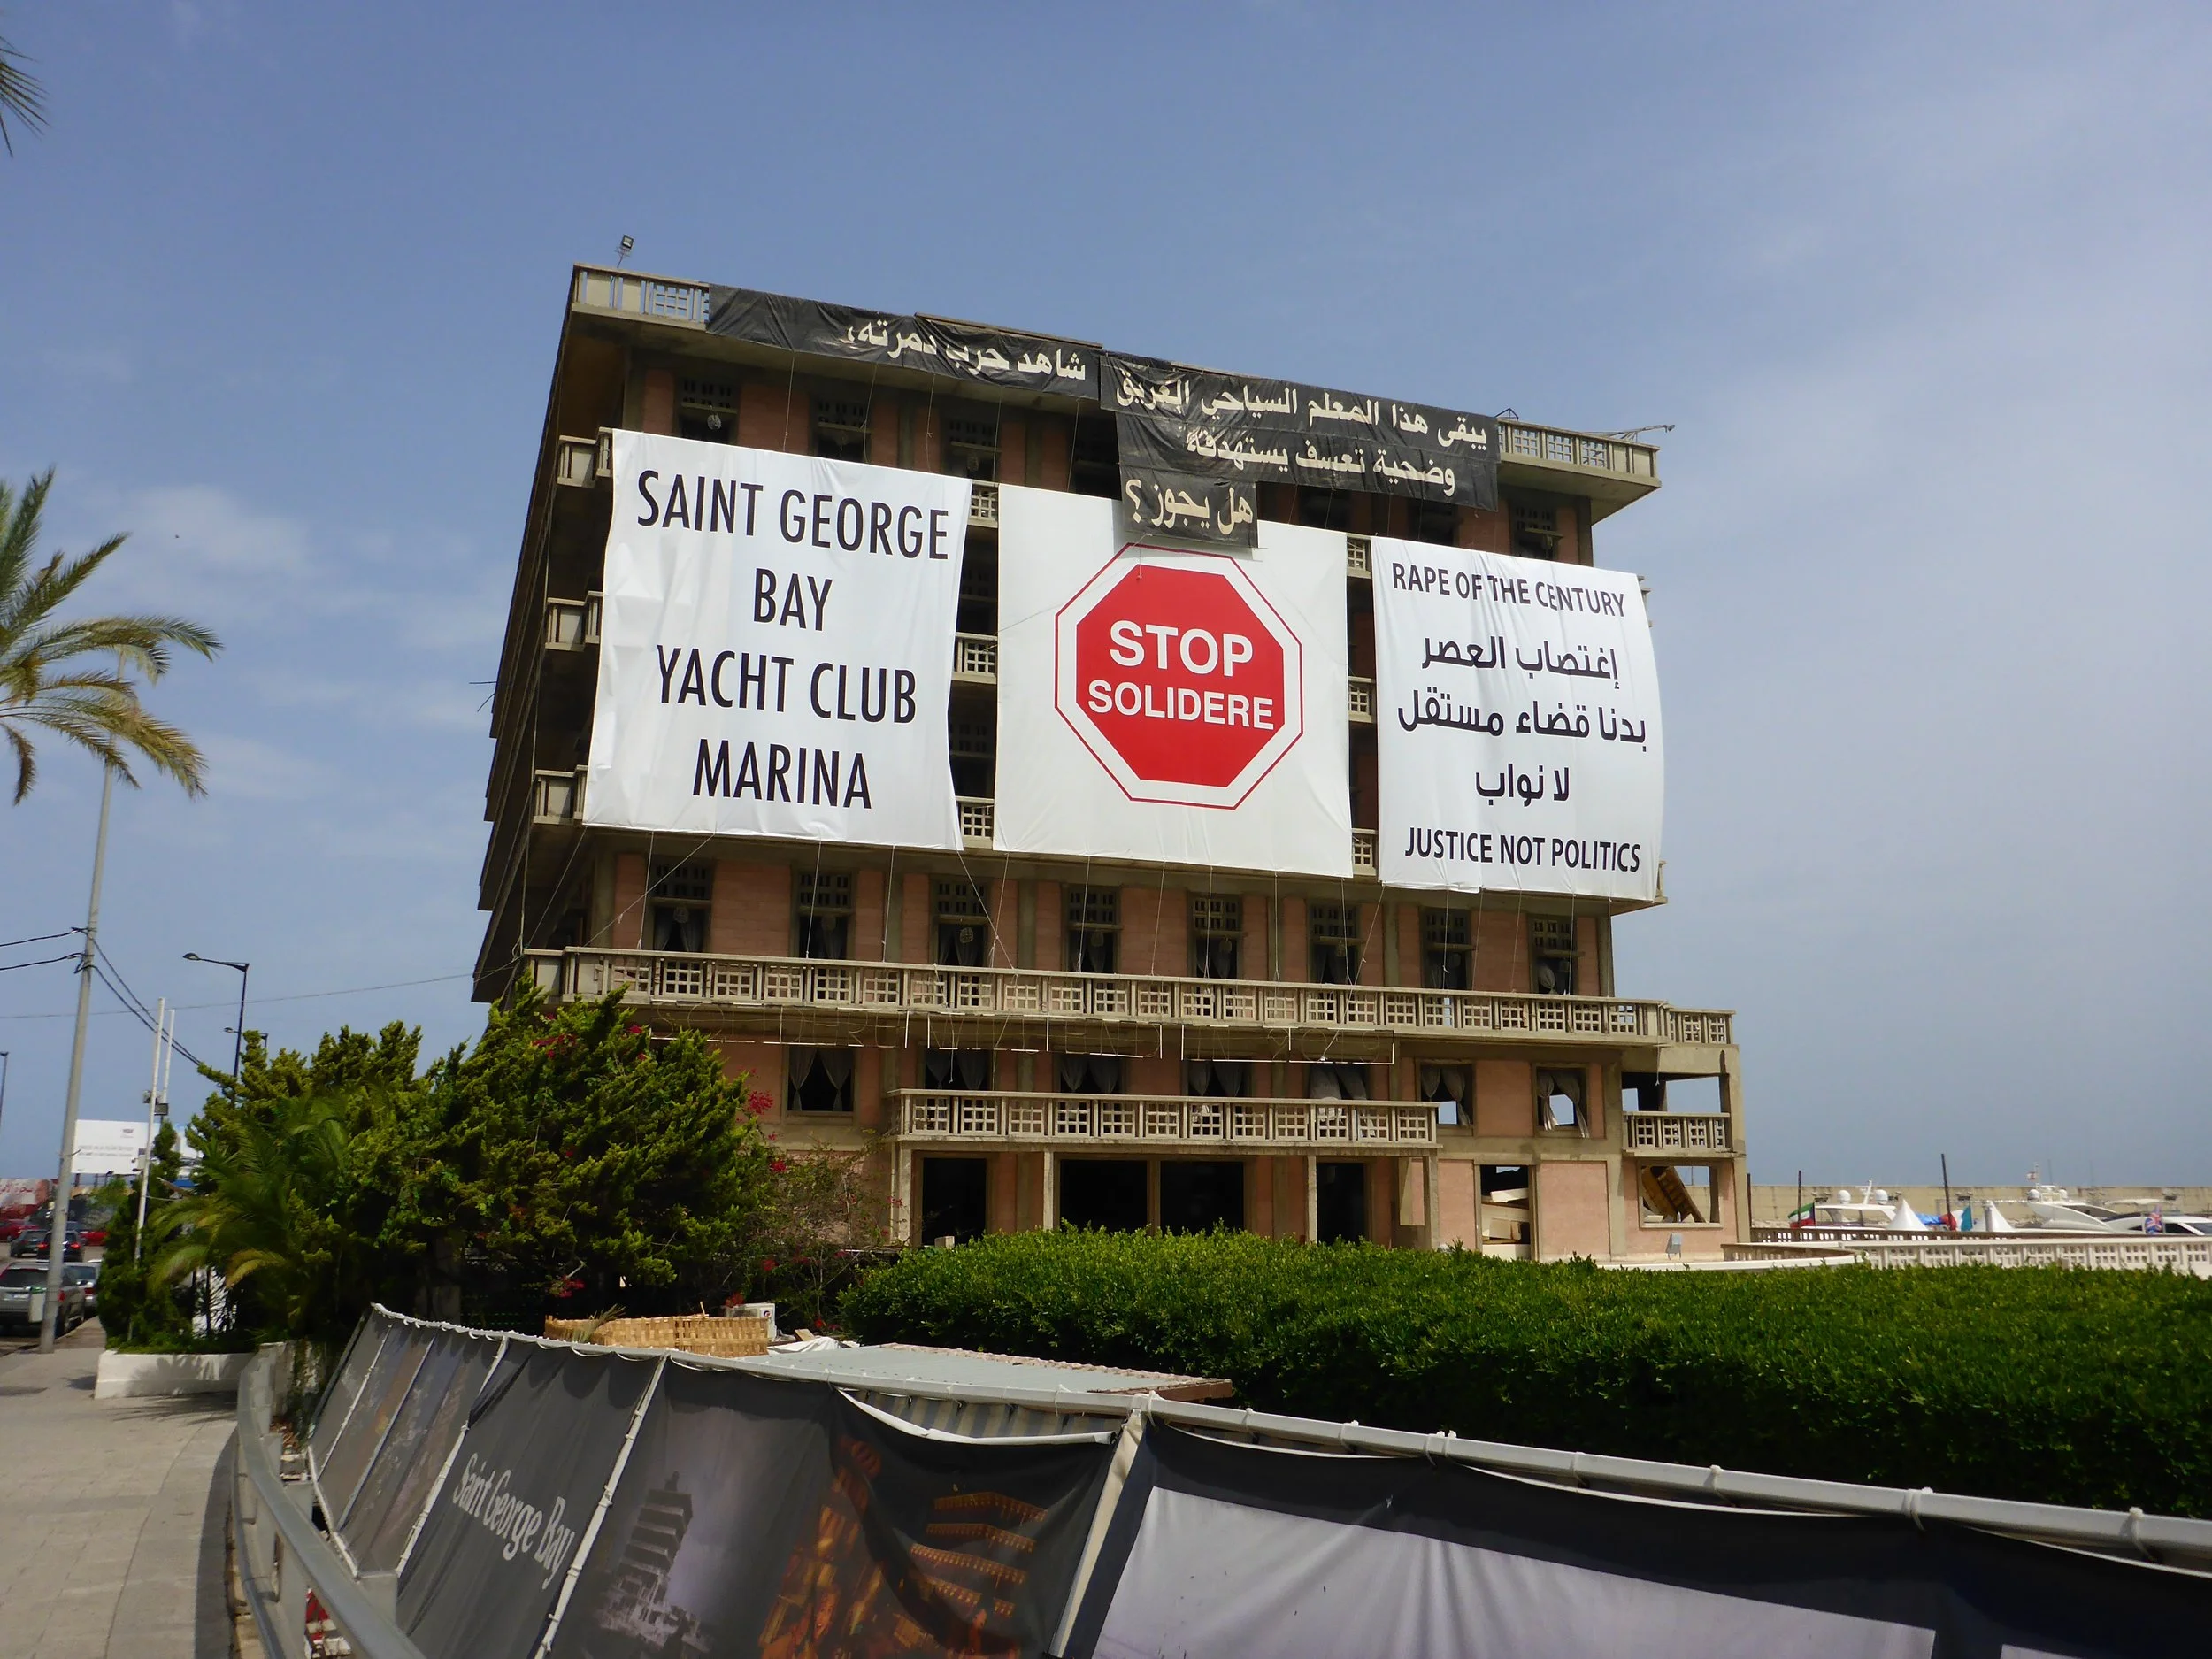 يبقى هذا المعلم السياحي العريق
شاهد حرب دمرته،
وضحية تعسف يستهدفه
هل يجوز؟
SAINT GEORGE
BAY
YACHT CLUB
MARINA
STOP
SOLIDERE
RAPE OF THE CENTURY
إغتصاب العصر
بدنا قضاء مستقل
لا نواب
JUSTICE NOT POLITICS
Saint George Bay